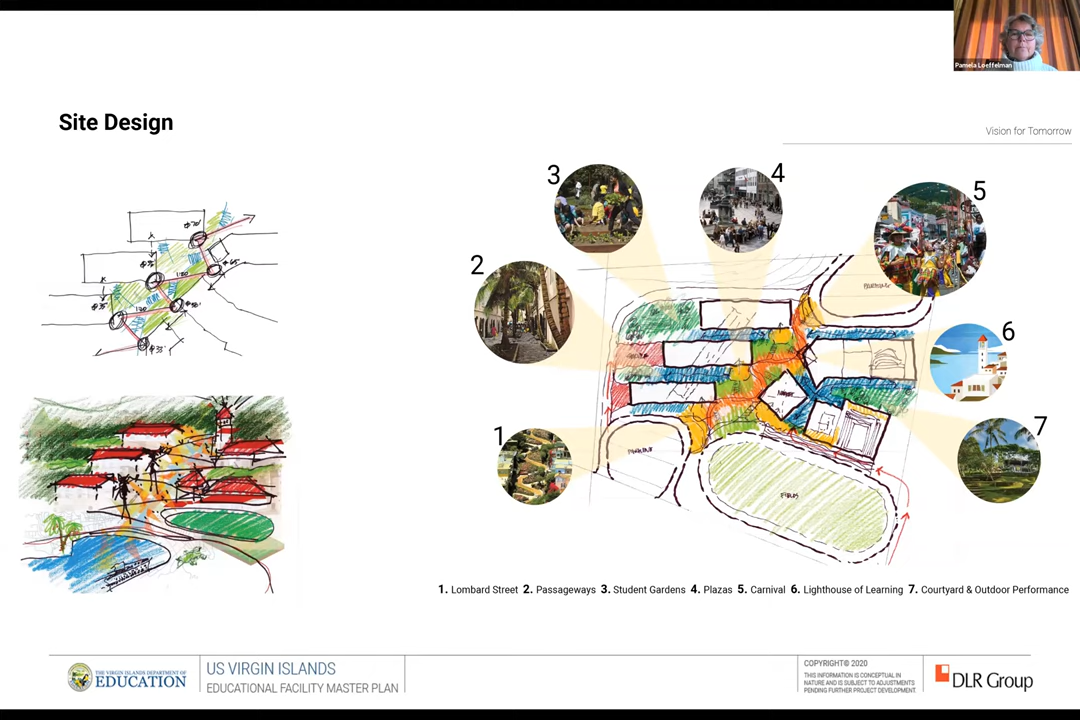 Pamela Loeffelman
Site Design
Vision for Tomorrow
3
4
5
2
6
1
7
FIELDS
1. Lombard Street 2. Passageways 3. Student Gardens 4. Plazas 5. Carnival 6. Lighthouse of Learning 7. Courtyard & Outdoor Performance
THE VIRGIN ISLANDS DEPARTMENT OF
EDUCATION
US VIRGIN ISLANDS
EDUCATIONAL FACILITY MASTER PLAN
COPYRIGHT© 2020
THIS INFORMATION IS CONCEPTUAL IN
NATURE AND IS SUBJECT TO ADJUSTMENTS
PENDING FURTHER PROJECT DEVELOPMENT.
DLR Group